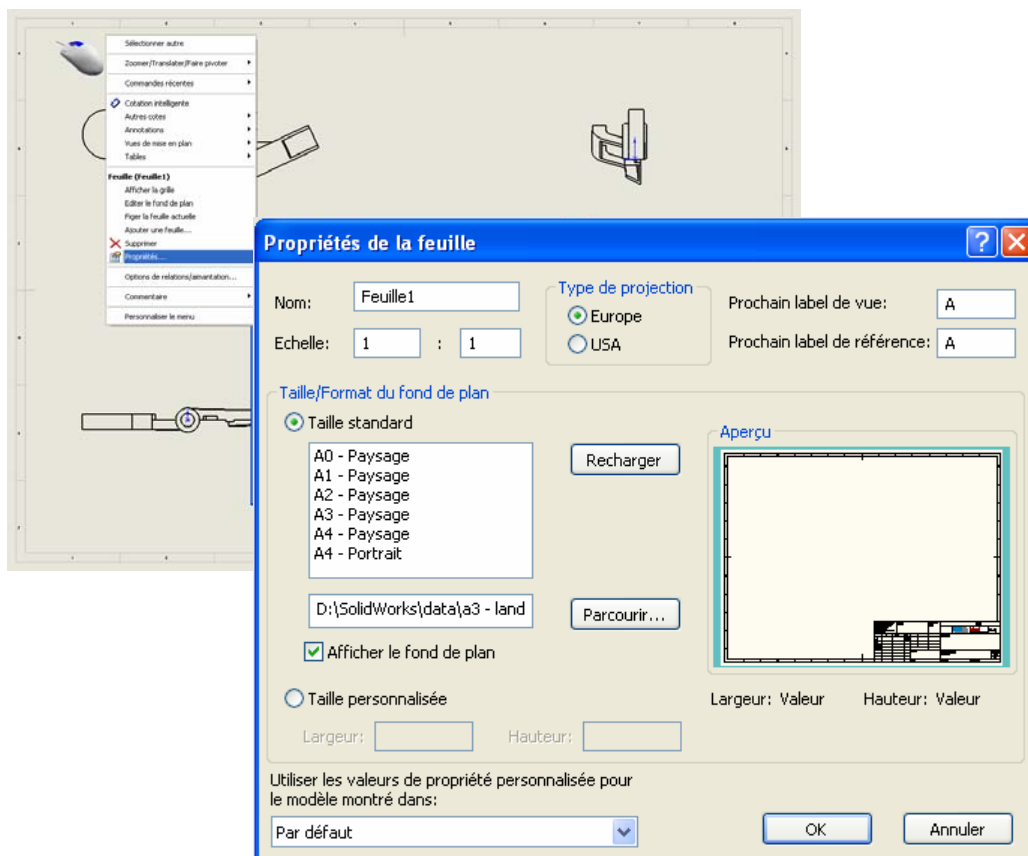 Sélectionner autre
Zoomer/Translater/Faire pivoter
Commandes récentes
Cotation intelligente
Autres cotes
Annotations
Vues de mise en plan
Tables
Feuille (Feuille1)
Afficher la grille
Editer le fond de plan
Figer la feuille actuelle
Ajouter une feuille...
Supprimer
Propriétés...
Options de relations/aimantation...
Commentaire
Personnaliser le menu
Propriétés de la feuille
Nom: Feuille1
Echelle: 1 : 1
Type de projection
Europe
USA
Prochain label de vue: A
Prochain label de référence: A
Taille/Format du fond de plan
Taille standard
A0 - Paysage
A1 - Paysage
A2 - Paysage
A3 - Paysage
A4 - Paysage
A4 - Portrait
Recharger
D:\SolidWorks\data\a3 - land
Parcourir...
Afficher le fond de plan
Taille personnalisée
Largeur: Hauteur:
Aperçu
Largeur: Valeur Hauteur: Valeur
Utiliser les valeurs de propriété personnalisée pour
le modèle montré dans:
Par défaut
OK
Annuler